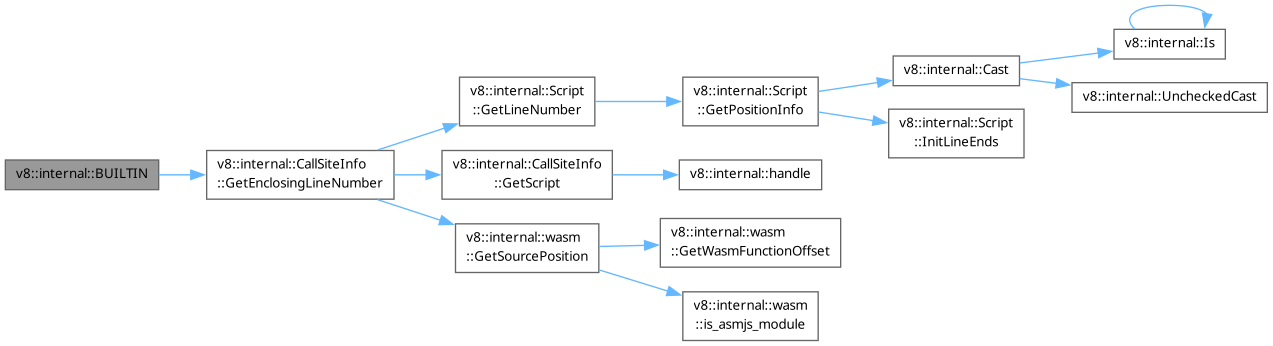 v8::internal::BUILTIN
v8::internal::CallSiteInfo
::GetEnclosingLineNumber
v8::internal::Script
::GetLineNumber
v8::internal::CallSiteInfo
::GetScript
v8::internal::wasm
::GetSourcePosition
v8::internal::Script
::GetPositionInfo
v8::internal::handle
v8::internal::wasm
::GetWasmFunctionOffset
v8::internal::wasm
::is_asmjs_module
v8::internal::Cast
v8::internal::Script
::InitLineEnds
v8::internal::Is
v8::internal::UncheckedCast